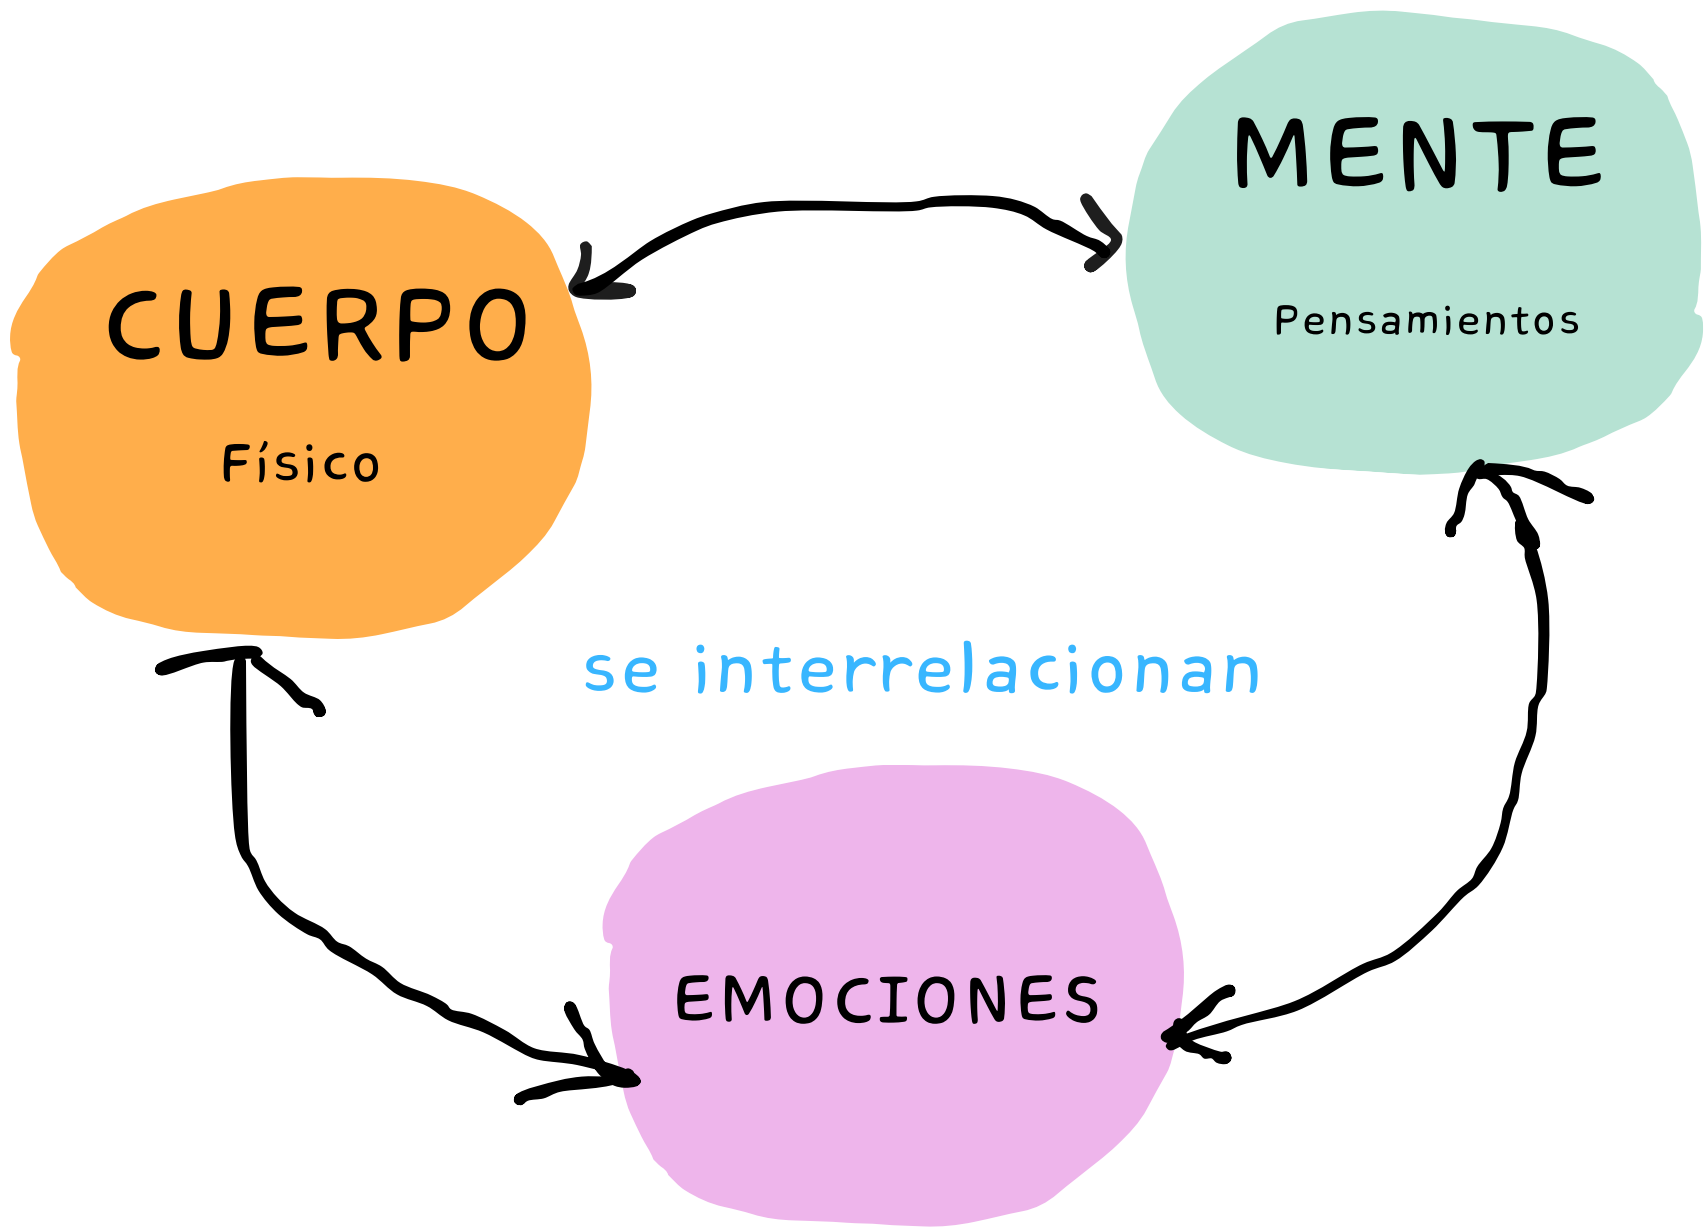 CUERPO
Físico
MENTE
Pensamientos
se interrelacionan
EMOCIONES